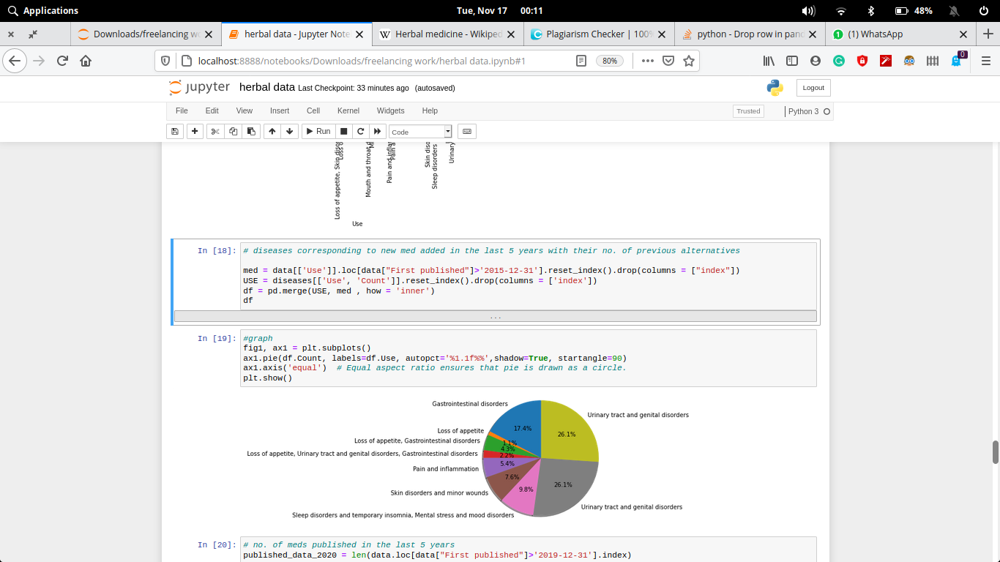 Applications
Tue, Nov 17 00:11
48%
Downloads/freelancing wo
herbal data - Jupyter Note
Herbal medicine - Wikiped
Plagiarism Checker | 100%
python - Drop row in pand
(1) WhatsApp
localhost:8888/notebooks/Downloads/freelancing work/herbal data.ipynb#1
80%
0
jupyter herbal data Last Checkpoint: 33 minutes ago (autosaved)
Logout
File Edit View Insert Cell Kernel Widgets Help
Trusted
Python 3
Run
Code
Loss of appetite, Skin disor
Loss o
Mouth and throat d
M
Pain and inflar
Pain a
Skin disc
Sleep disorders
Urinary
Use
In [18]:
# diseases corresponding to new med added in the last 5 years with their no. of previous alternatives
med = data[['Use']].loc[data["First published"]>'2015-12-31'].reset_index().drop(columns = ["index"])
USE = diseases[['Use', 'Count']].reset_index().drop(columns = ['index'])
df = pd.merge(USE, med , how = 'inner')
df
...
In [19]:
#graph
fig1, ax1 = plt.subplots()
ax1.pie(df.Count, labels=df.Use, autopct='%1.1f%%',shadow=True, startangle=90)
ax1.axis('equal') # Equal aspect ratio ensures that pie is drawn as a circle.
plt.show()
Gastrointestinal disorders
Urinary tract and genital disorders
17.4%
26.1%
Loss of appetite
1.1%
Loss of appetite, Gastrointestinal disorders
4.3%
Loss of appetite, Urinary tract and genital disorders, Gastrointestinal disorders
2.2%
5.4%
Pain and inflammation
7.6%
26.1%
9.8%
Skin disorders and minor wounds
Urinary tract and genital disorders
Sleep disorders and temporary insomnia, Mental stress and mood disorders
In [20]:
# no. of meds published in the last 5 years
published_data_2020 = len(data.loc[data["First published"]>'2019-12-31'].index)